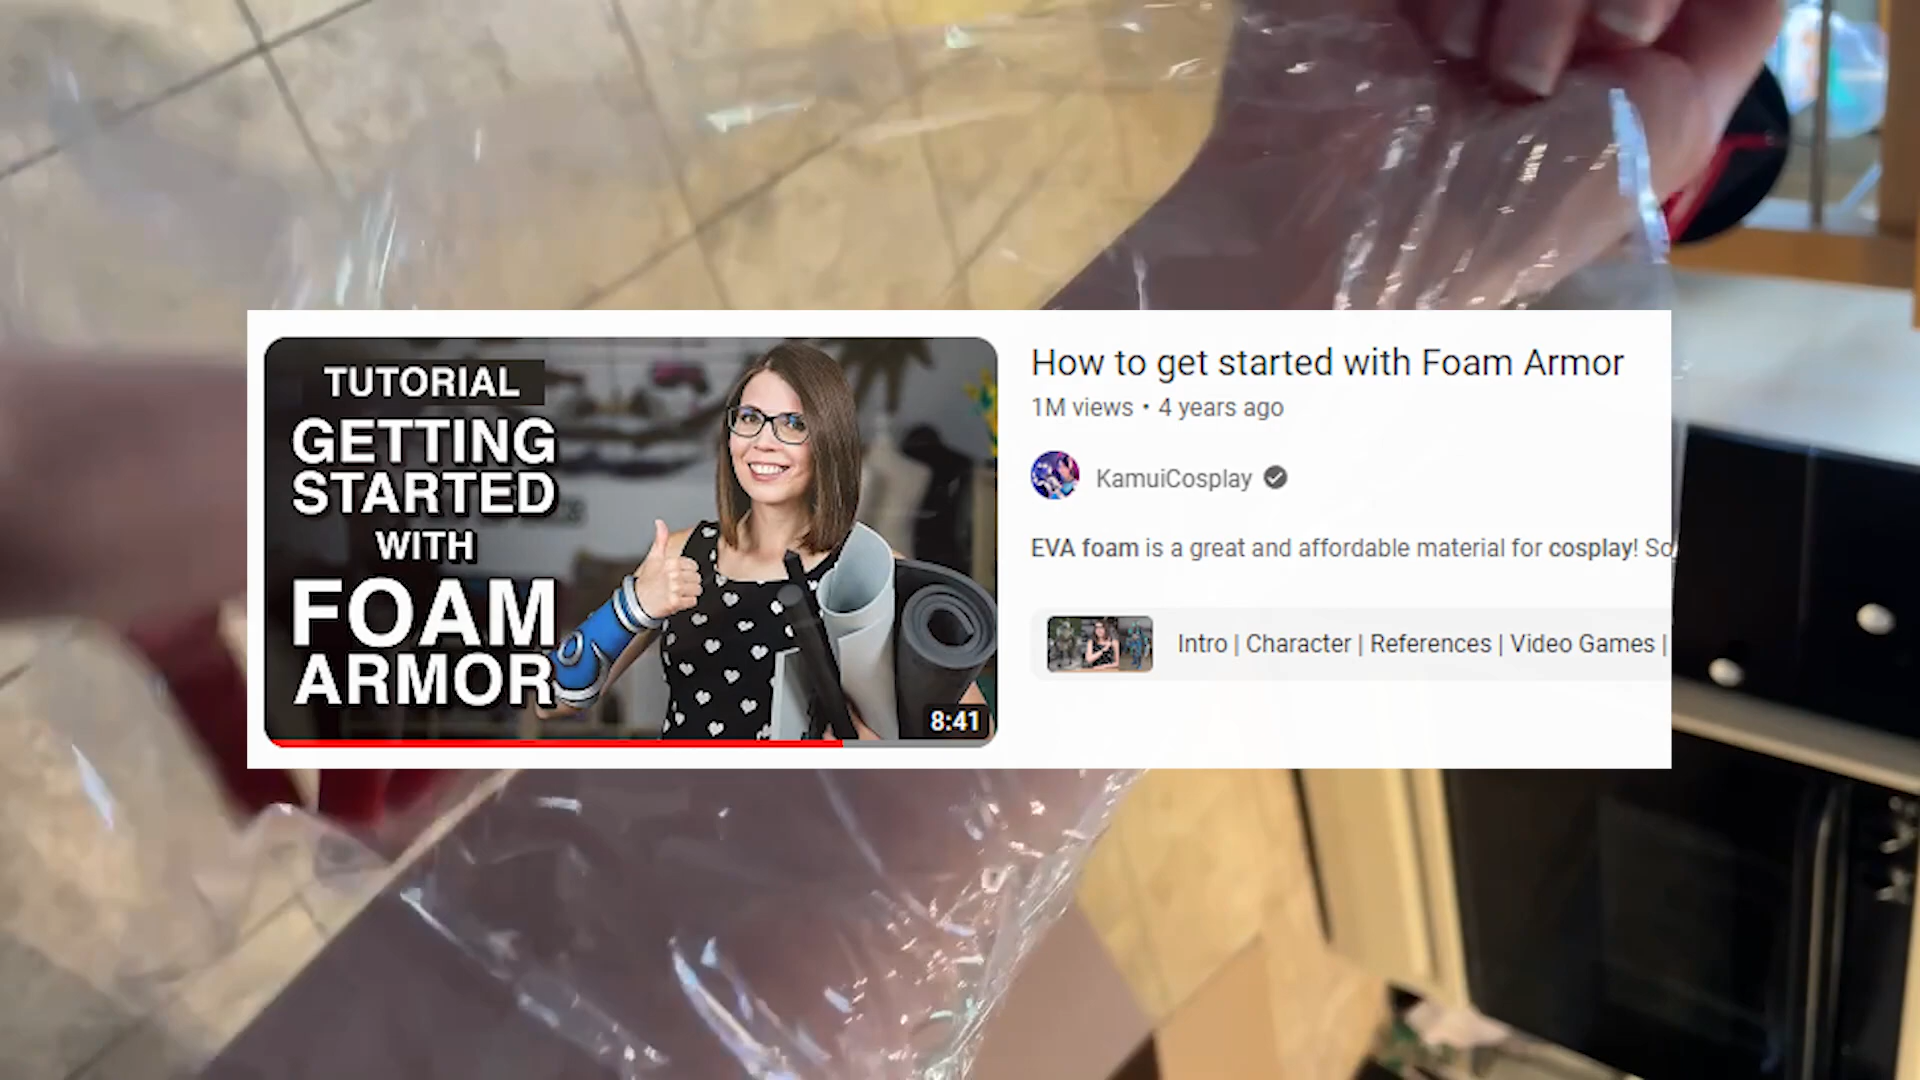 TUTORIAL
GETTING
STARTED
WITH
FOAM
ARMOR
8:41
How to get started with Foam Armor
1M views • 4 years ago
KamuiCosplay
EVA foam is a great and affordable material for cosplay! So
Intro | Character | References | Video Games |